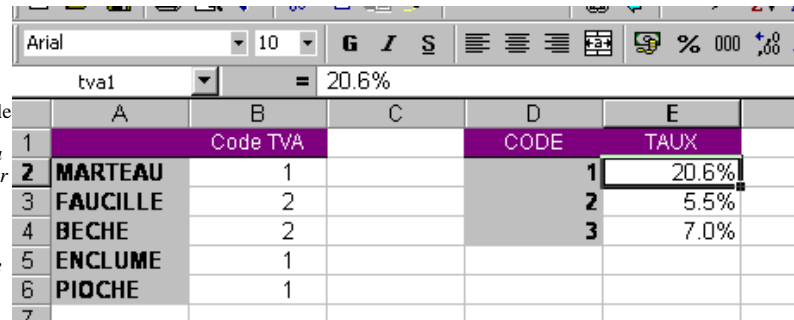 Arial 10 G I S % 000
tva1 = 20.6%
A B C D E
1 Code TVA CODE TAUX
2 MARTEAU 1 1 20.6%
3 FAUCILLE 2 2 5.5%
4 BECHE 2 3 7.0%
5 ENCLUME 1
6 PIOCHE 1
7